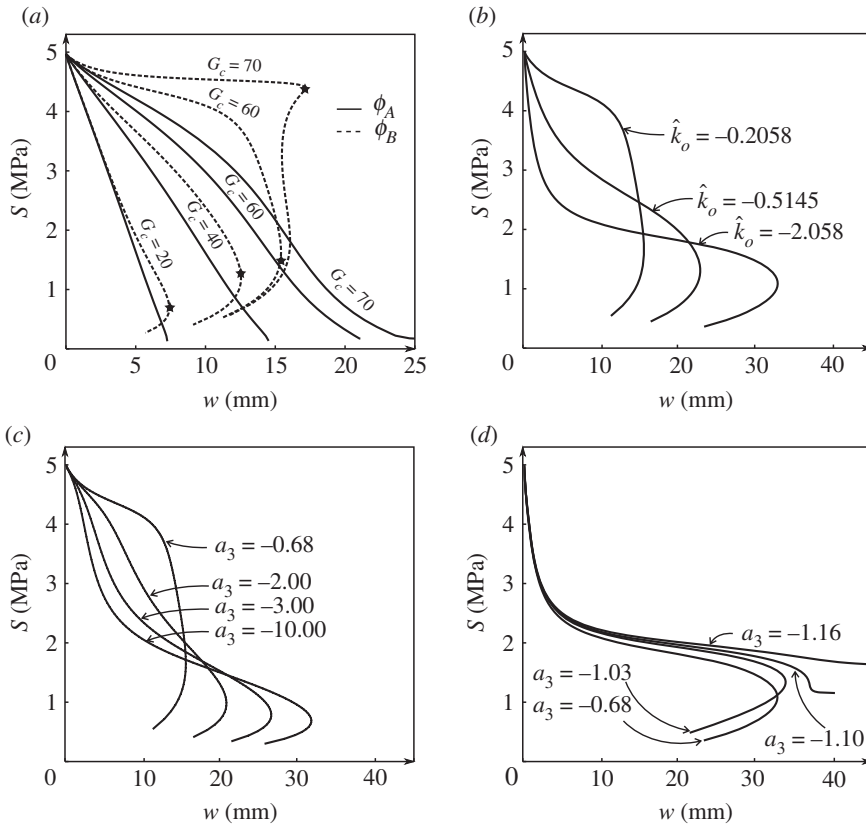 (a)
5
4
3
2
1
0
S (MPa)
G_c = 70
G_c = 60
G_c = 20
G_c = 40
G_c = 60
G_c = 70
ϕ_A
ϕ_B
5 10 15 20 25
w (mm)
(b)
5
4
3
2
1
0
S (MPa)
k̂_o = –0.2058
k̂_o = –0.5145
k̂_o = –2.058
10 20 30 40
w (mm)
(c)
5
4
3
2
1
0
S (MPa)
a_3 = –0.68
a_3 = –2.00
a_3 = –3.00
a_3 = –10.00
10 20 30 40
w (mm)
(d)
5
4
3
2
1
0
S (MPa)
a_3 = –1.16
a_3 = –1.03
a_3 = –0.68
a_3 = –1.10
10 20 30 40
w (mm)